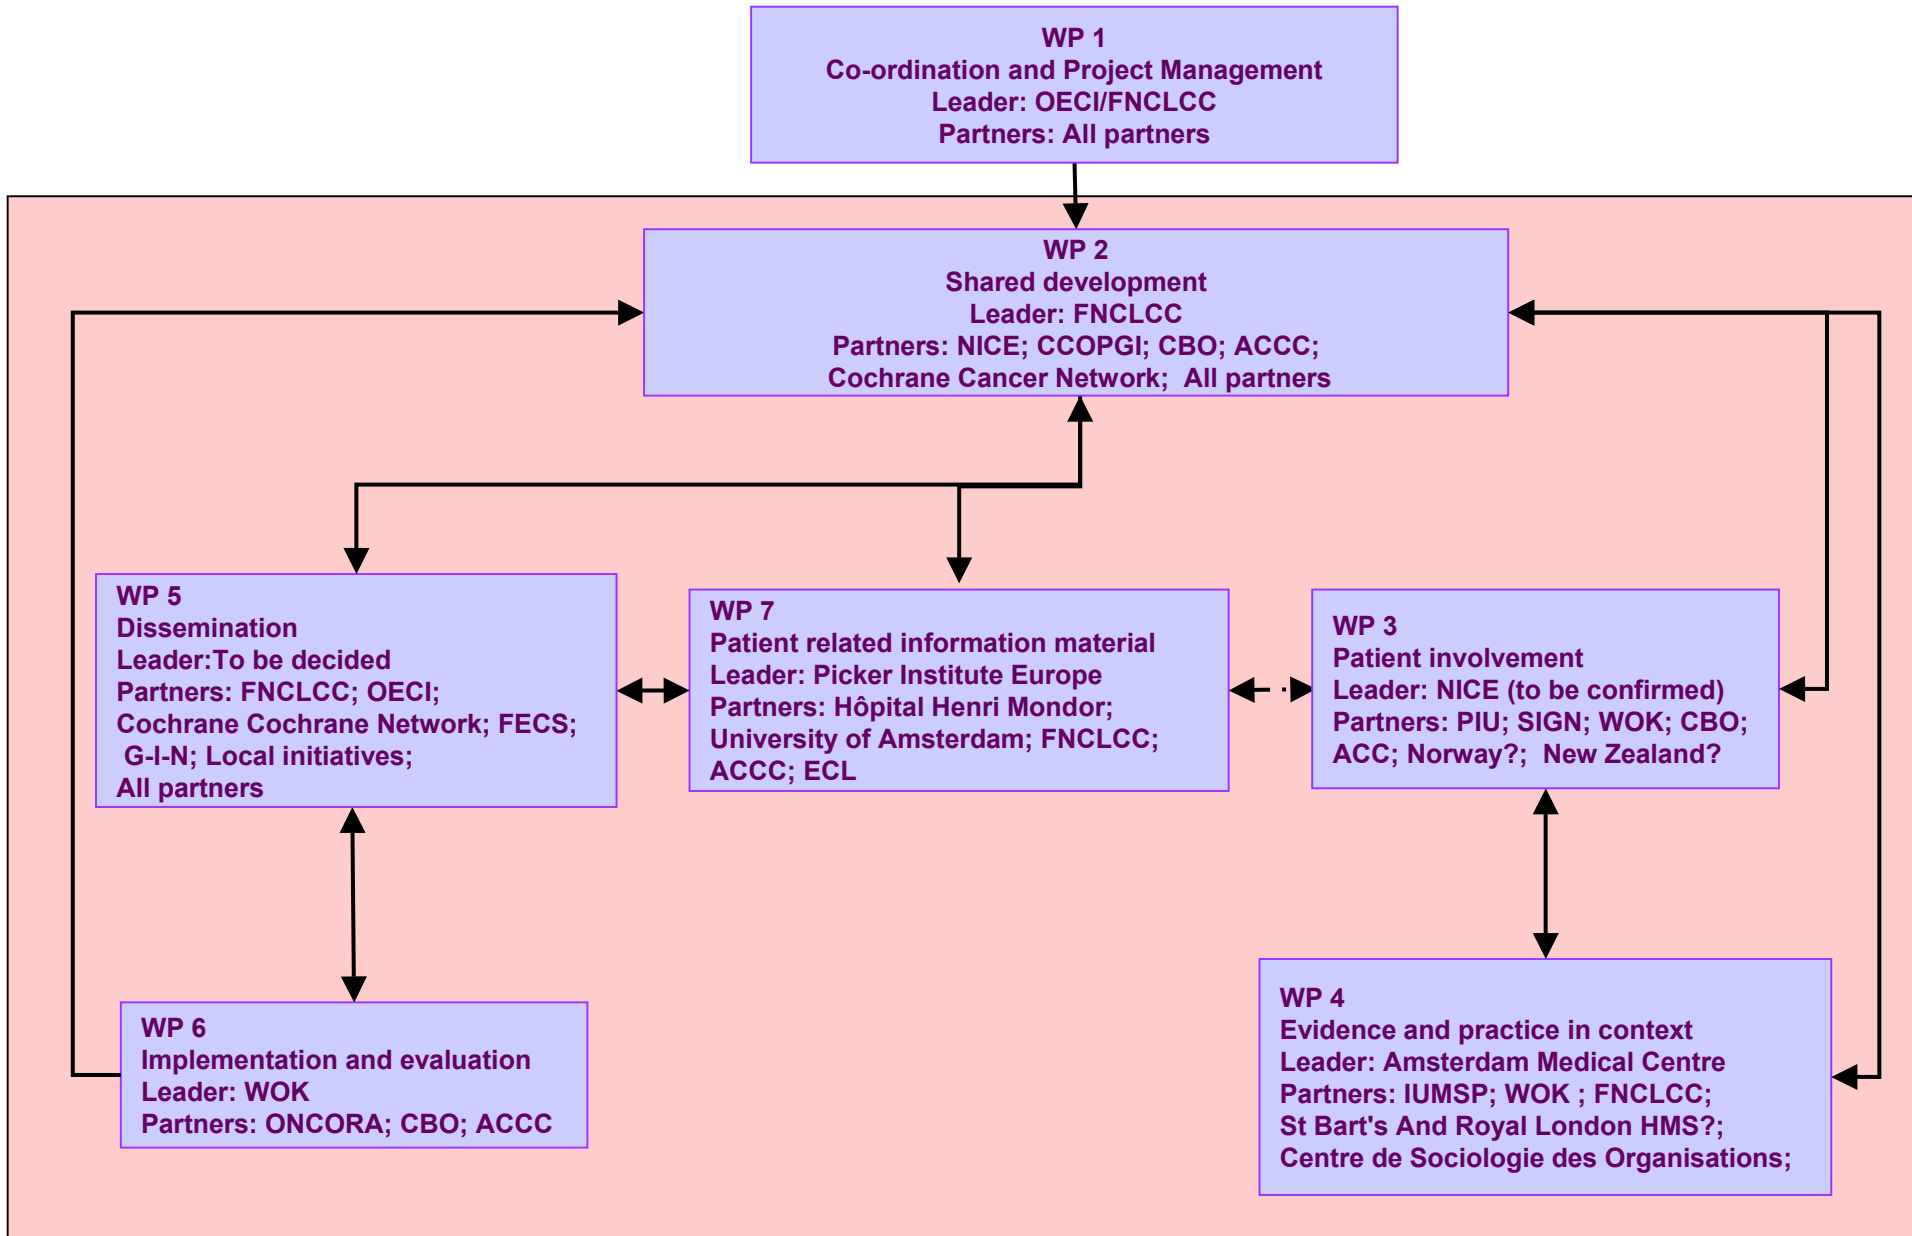 WP 1
Co-ordination and Project Management
Leader: OECI/FNCLCC
Partners: All partners
WP 2
Shared development
Leader: FNCLCC
Partners: NICE; CCOPGI; CBO; ACCC;
Cochrane Cancer Network; All partners
WP 5
Dissemination
Leader:To be decided
Partners: FNCLCC; OECI;
Cochrane Cochrane Network; FECS;
G-I-N; Local initiatives;
All partners
WP 7
Patient related information material
Leader: Picker Institute Europe
Partners: Hôpital Henri Mondor;
University of Amsterdam; FNCLCC;
ACCC; ECL
WP 3
Patient involvement
Leader: NICE (to be confirmed)
Partners: PIU; SIGN; WOK; CBO;
ACC; Norway?; New Zealand?
WP 6
Implementation and evaluation
Leader: WOK
Partners: ONCORA; CBO; ACCC
WP 4
Evidence and practice in context
Leader: Amsterdam Medical Centre
Partners: IUMSP; WOK ; FNCLCC;
St Bart's And Royal London HMS?;
Centre de Sociologie des Organisations;